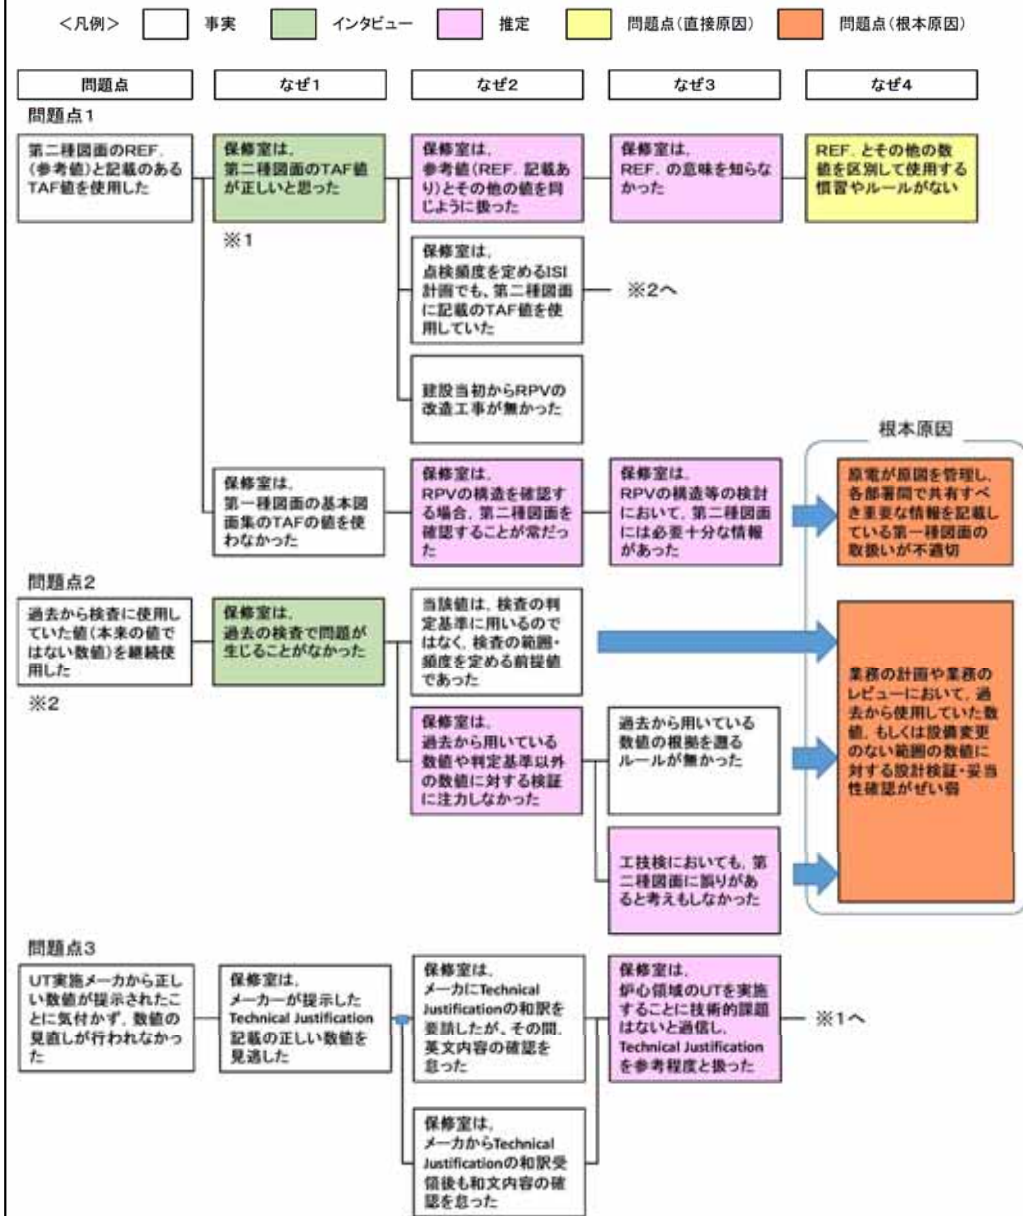 <凡例> 事実 インタビュー 推定 問題点(直接原因) 問題点(根本原因)
問題点 なぜ1 なぜ2 なぜ3 なぜ4
問題点1
第二種図面のREF.
(参考値)と記載のある
TAF値を使用した
保修室は、
第二種図面のTAF値
が正しいと思った
※1
保修室は、
参考値(REF. 記載あ
り)とその他の値を同
じように扱った
保修室は、
REF. の意味を知らな
かった
REF. とその他の数
値を区別して使用する
慣習やルールがない
保修室は、
点検頻度を定めるISI
計画でも、第二種図面
に記載のTAF値を使
用していた
※2へ
建設当初からRPVの
改造工事が無かった
保修室は、
第一種図面の基本図
面集のTAFの値を使
わなかった
保修室は、
RPVの構造を確認す
る場合、第二種図面を
確認することが常だっ
た
保修室は、
RPVの構造等の検討
において、第二種図面
には必要十分な情報
があった
根本原因
原電が原図を管理し、
各部署間で共有すべ
き重要な情報を記載し
ている第一種図面の
取扱いが不適切
問題点2
過去から検査に使用し
ていた値(本来の値で
はない数値)を継続使
用した
※2
保修室は、
過去の検査で問題が
生じることがなかった
当該値は、検査の判
定基準に用いるので
はなく、検査の範囲・
頻度を定める前提値
であった
保修室は、
過去から用いている
数値や判定基準以外
の数値に対する検証
に注力しなかった
過去から用いている
数値の根拠を遡る
ルールが無かった
工技検においても、第
二種図面に誤りがあ
ると考えもしなかった
業務の計画や業務の
レビューにおいて、過
去から使用していた数
値、もしくは設備変更
のない範囲の数値に
対する設計検証・妥当
性確認がぜい弱
問題点3
UT実施メーカから正し
い数値が提示されたこ
とに気付かず、数値の
見直しが行われなかっ
た
保修室は、
メーカーが提示した
Technical Justification
記載の正しい数値を
見逃した
保修室は、
メーカにTechnical
Justificationの和訳を
要請したが、その間、
英文内容の確認を
怠った
保修室は、
メーカからTechnical
Justificationの和訳受
領後も和文内容の確
認を怠った
保修室は、
炉心領域のUTを実施
することに技術的課題
はないと過信し、
Technical Justification
を参考程度と扱った
※1へ